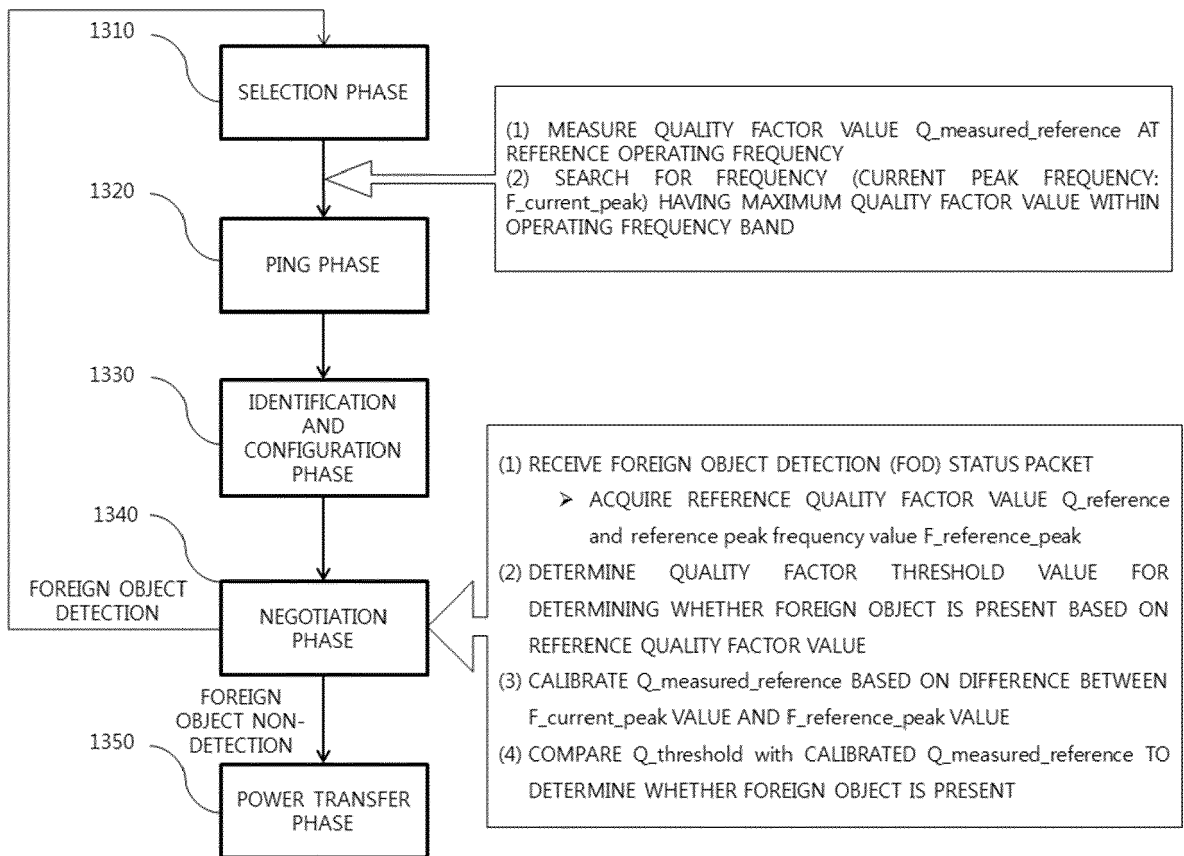 1310
SELECTION PHASE
(1) MEASURE QUALITY FACTOR VALUE Q_measured_reference AT
REFERENCE OPERATING FREQUENCY
(2) SEARCH FOR FREQUENCY (CURRENT PEAK FREQUENCY:
F_current_peak) HAVING MAXIMUM QUALITY FACTOR VALUE WITHIN
OPERATING FREQUENCY BAND
1320
PING PHASE
1330
IDENTIFICATION
AND
CONFIGURATION
PHASE
1340
FOREIGN OBJECT
DETECTION
NEGOTIATION
PHASE
(1) RECEIVE FOREIGN OBJECT DETECTION (FOD) STATUS PACKET
➢ ACQUIRE REFERENCE QUALITY FACTOR VALUE Q_reference
and reference peak frequency value F_reference_peak
(2) DETERMINE QUALITY FACTOR THRESHOLD VALUE FOR
DETERMINING WHETHER FOREIGN OBJECT IS PRESENT BASED ON
REFERENCE QUALITY FACTOR VALUE
(3) CALIBRATE Q_measured_reference BASED ON DIFFERENCE BETWEEN
F_current_peak VALUE AND F_reference_peak VALUE
(4) COMPARE Q_threshold with CALIBRATED Q_measured_reference TO
DETERMINE WHETHER FOREIGN OBJECT IS PRESENT
FOREIGN
OBJECT NON-
DETECTION
1350
POWER TRANSFER
PHASE